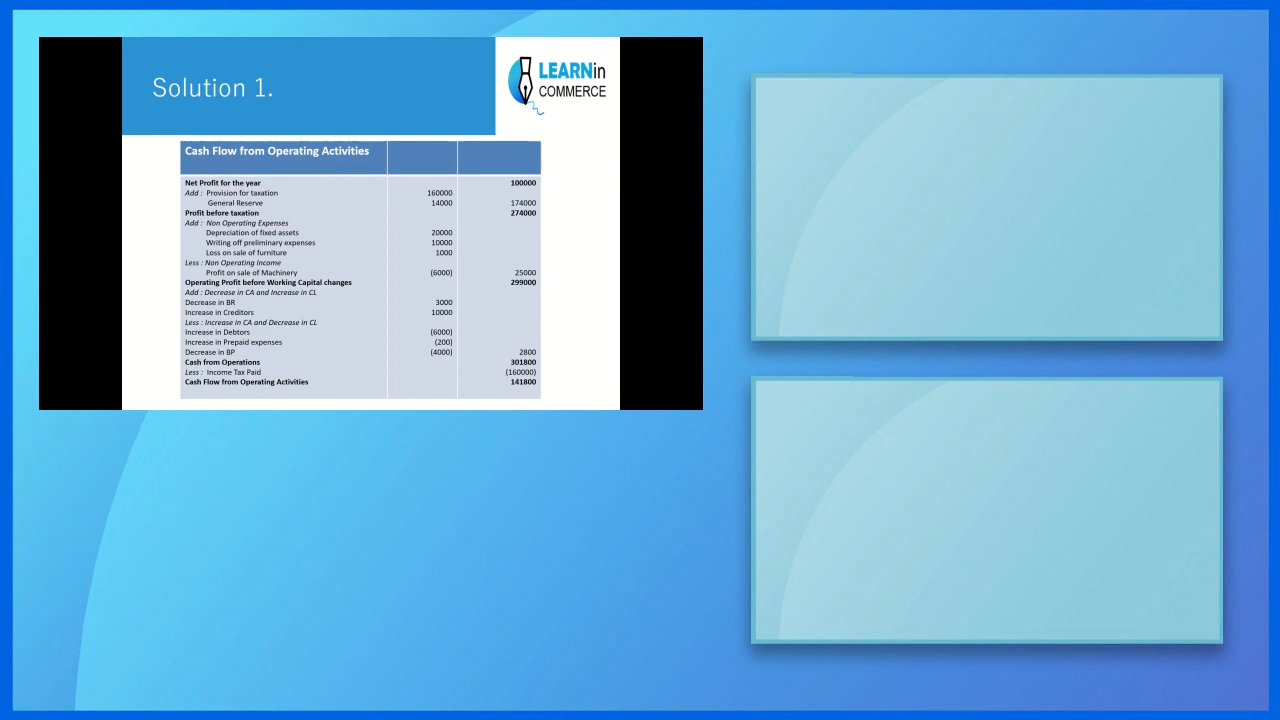 Solution 1.
LEARNin
COMMERCE
Cash Flow from Operating Activities
Net Profit for the year 100000
Add : Provision for taxation 160000
General Reserve 14000 174000
Profit before taxation 274000
Add : Non Operating Expenses
Depreciation of fixed assets 20000
Writing off preliminary expenses 10000
Loss on sale of furniture 1000
Less : Non Operating Income
Profit on sale of Machinery (6000) 25000
Operating Profit before Working Capital changes 299000
Add : Decrease in CA and Increase in CL
Decrease in BR 3000
Increase in Creditors 10000
Less : Increase in CA and Decrease in CL
Increase in Debtors (6000)
Increase in Prepaid expenses (200)
Decrease in BP (4000) 2800
Cash from Operations 301800
Less : Income Tax Paid (160000)
Cash Flow from Operating Activities 141800